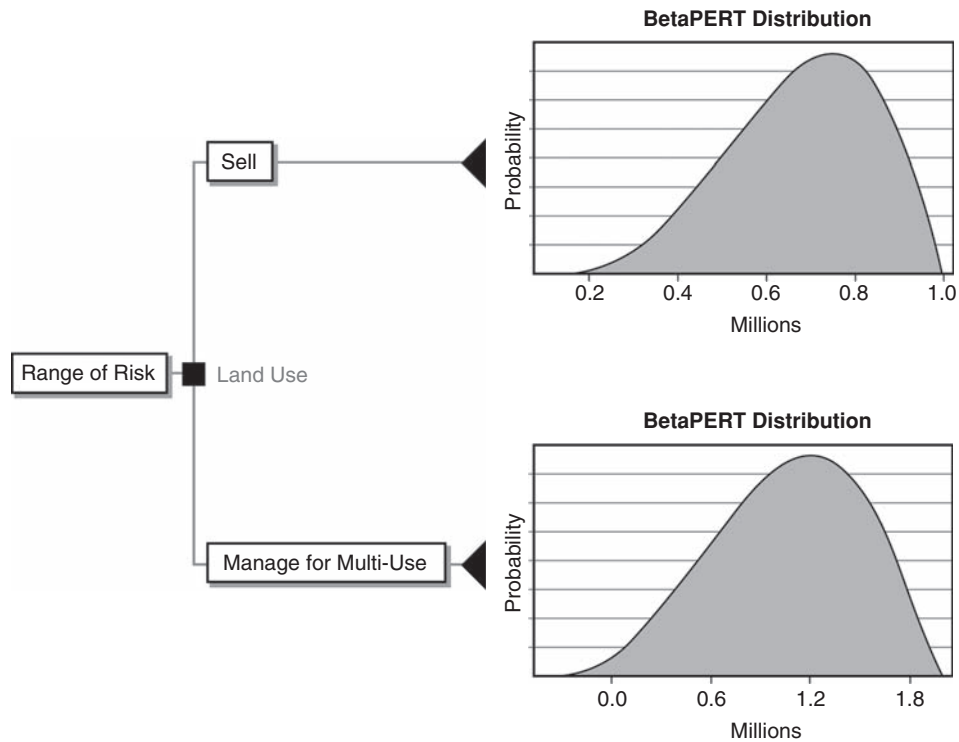 BetaPERT Distribution
Probability
0.2 0.4 0.6 0.8 1.0
Millions
Sell
Range of Risk
Land Use
Manage for Multi-Use
BetaPERT Distribution
Probability
0.0 0.6 1.2 1.8
Millions